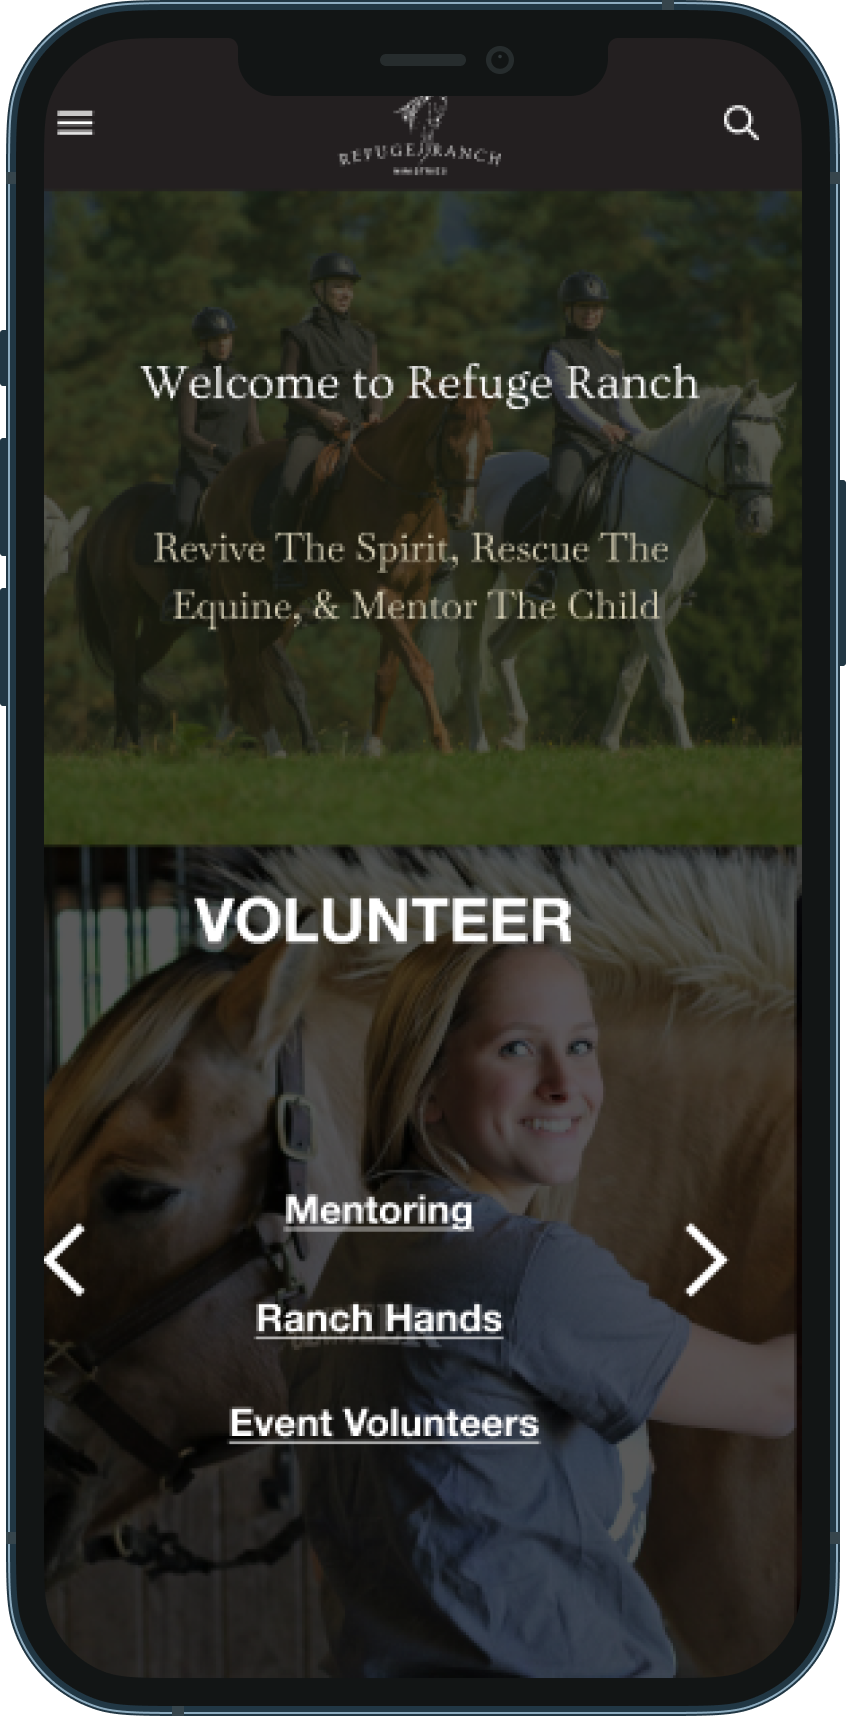 REFUGE RANCH
MINISTRIES
Welcome to Refuge Ranch
Revive The Spirit, Rescue The
Equine, & Mentor The Child
VOLUNTEER
Mentoring
Ranch Hands
Event Volunteers